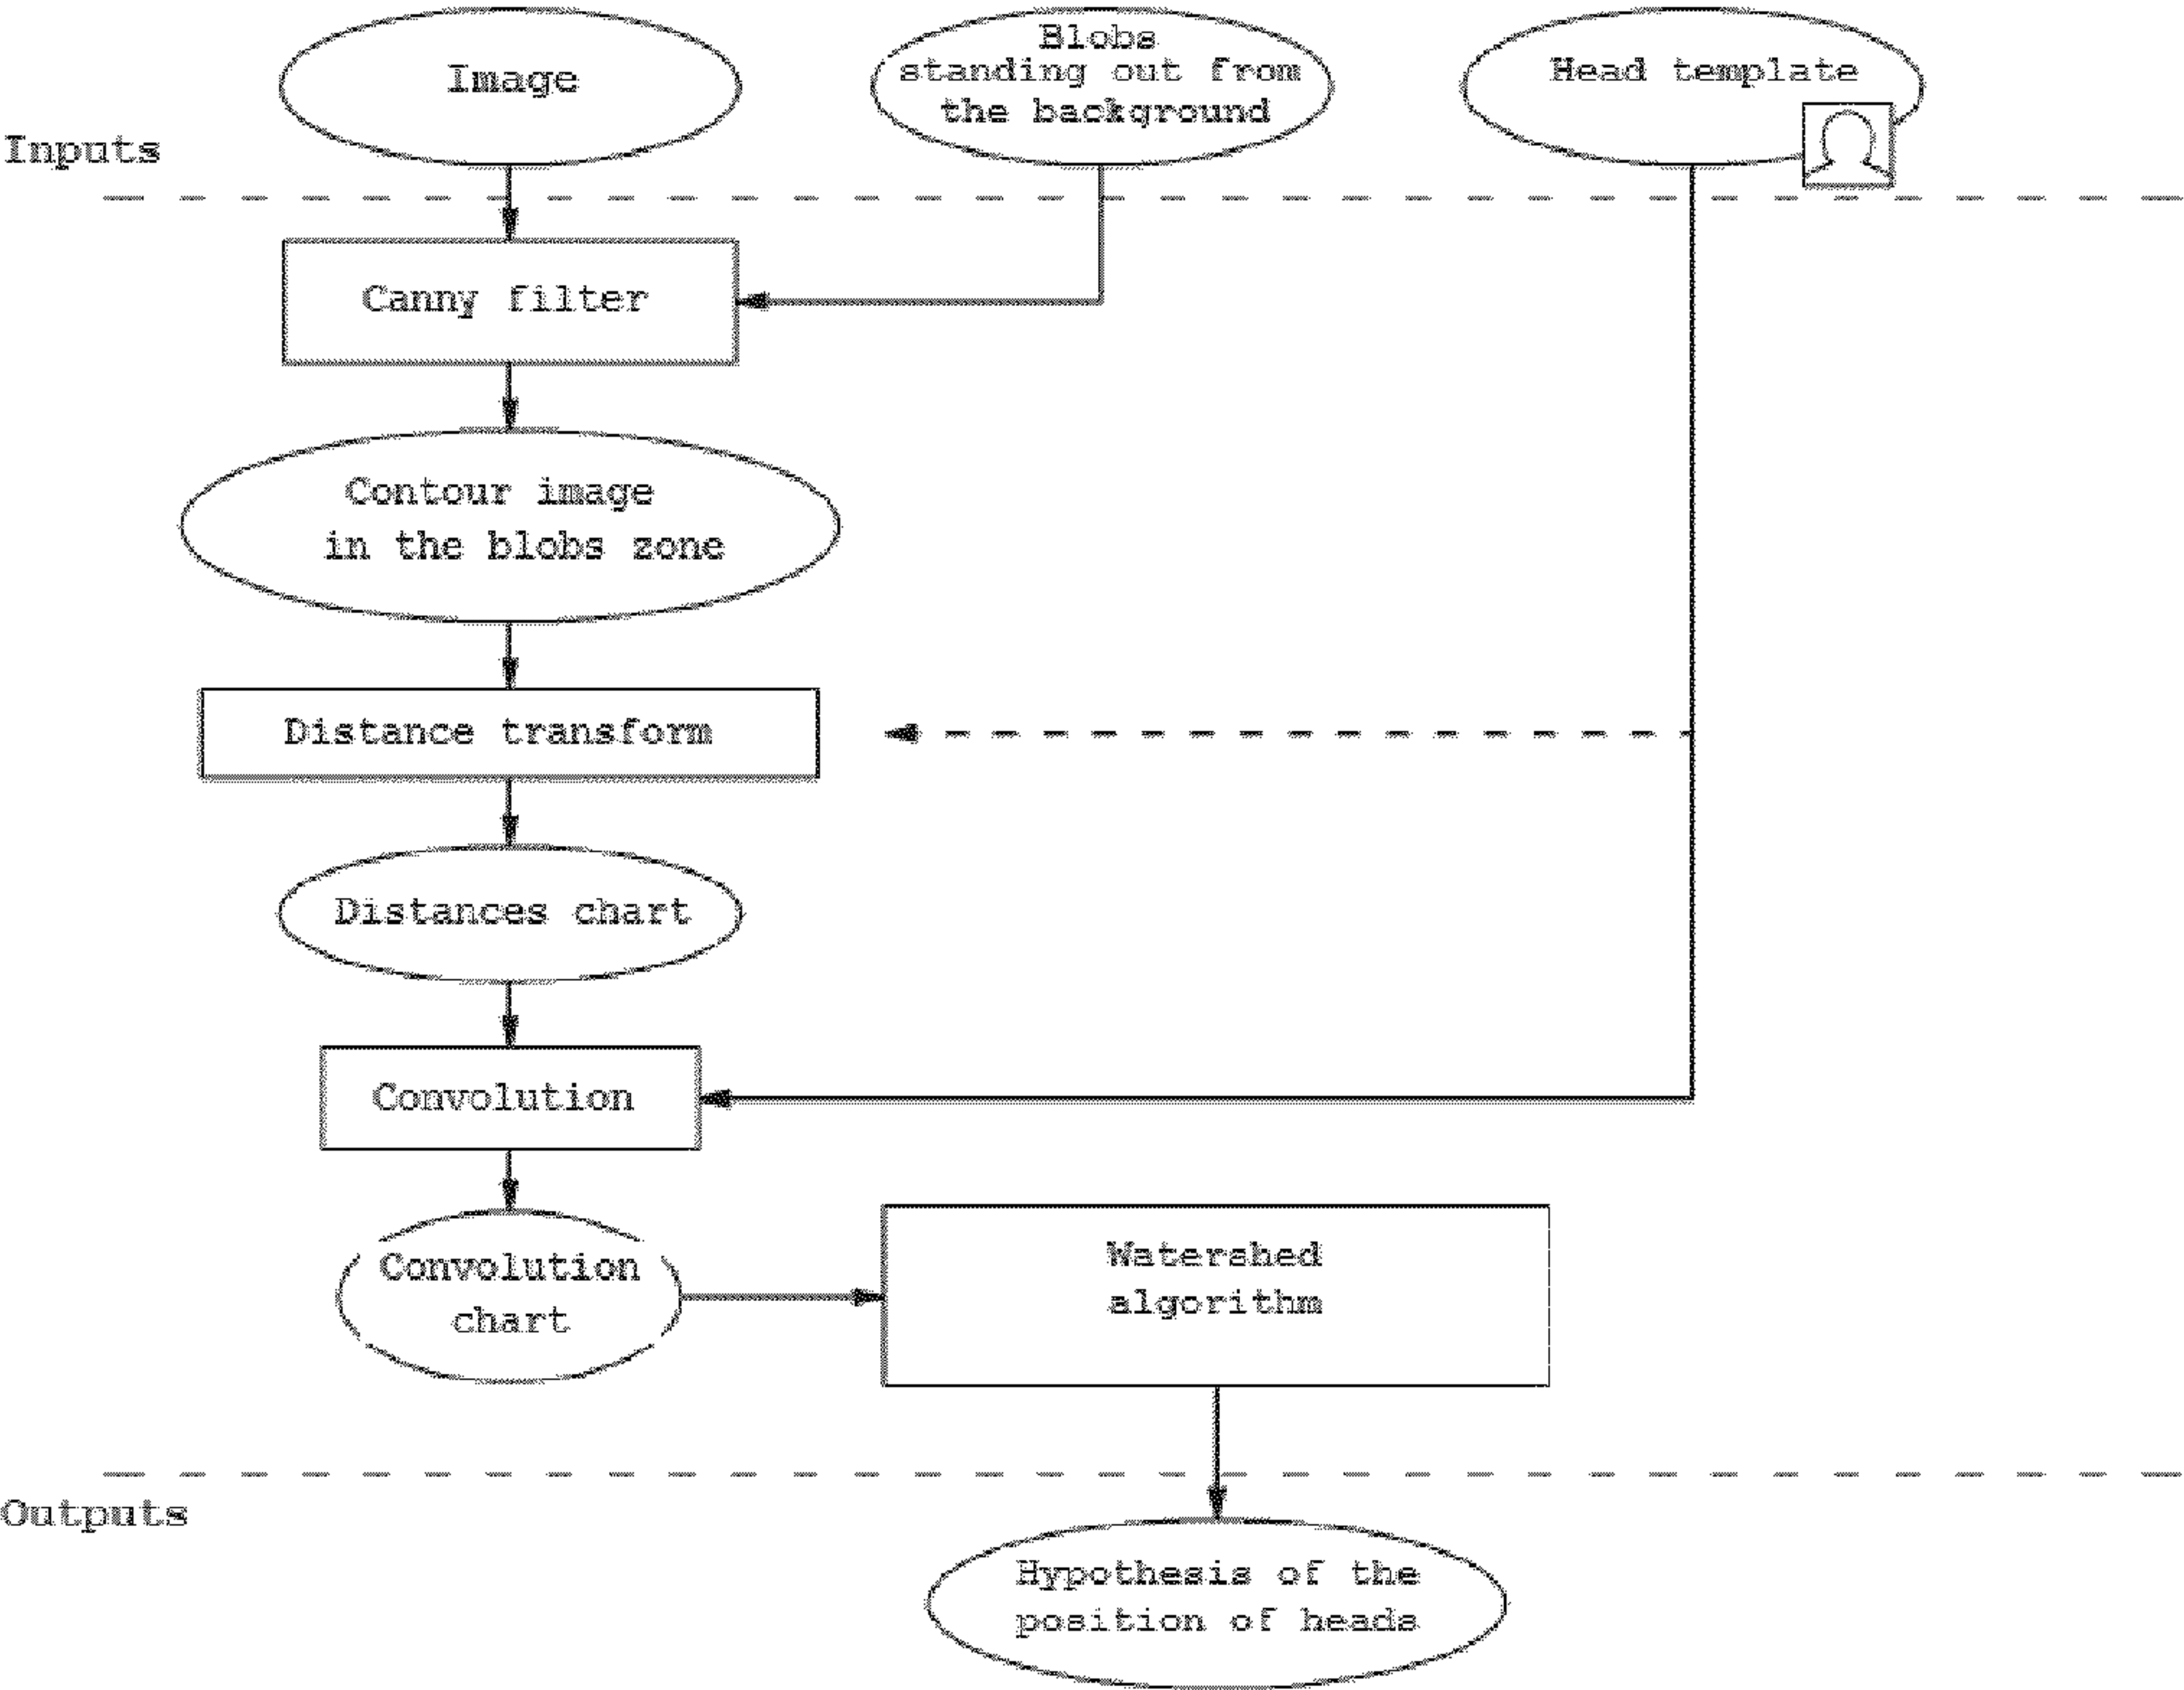 Image
Blobs
standing out from
the background
Head template
Inputs
Canny filter
Contour image
in the blobs zone
Distance transform
Distances chart
Convolution
Convolution
chart
Watershed
algorithm
Outputs
Hypothesis of the
position of heads